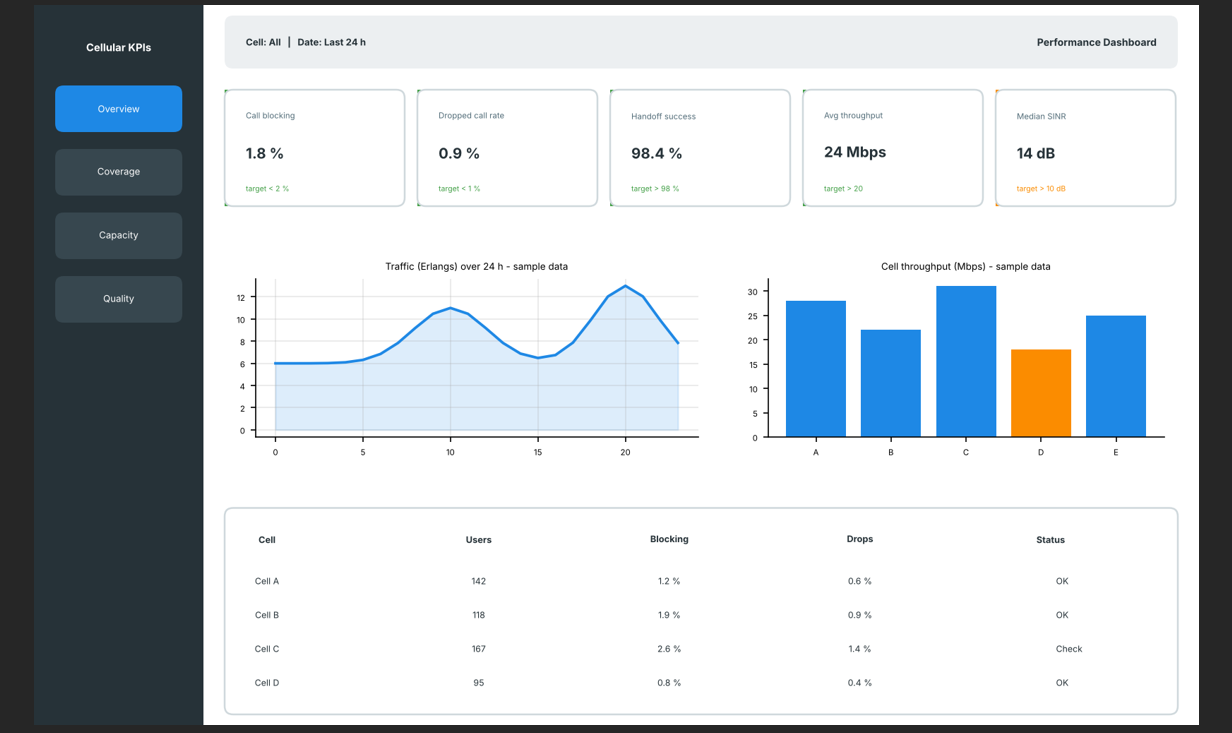 Cellular KPIs
Overview
Coverage
Capacity
Quality
Cell: All | Date: Last 24 h
Performance Dashboard
Call blocking
1.8 %
target < 2 %
Dropped call rate
0.9 %
target < 1 %
Handoff success
98.4 %
target > 98 %
Avg throughput
24 Mbps
target > 20
Median SINR
14 dB
target > 10 dB
Traffic (Erlangs) over 24 h - sample data
12
10
8
6
4
2
0
0 5 10 15 20
Cell throughput (Mbps) - sample data
30
25
20
15
10
5
0
A B C D E
Cell Users Blocking Drops Status
Cell A 142 1.2 % 0.6 % OK
Cell B 118 1.9 % 0.9 % OK
Cell C 167 2.6 % 1.4 % Check
Cell D 95 0.8 % 0.4 % OK